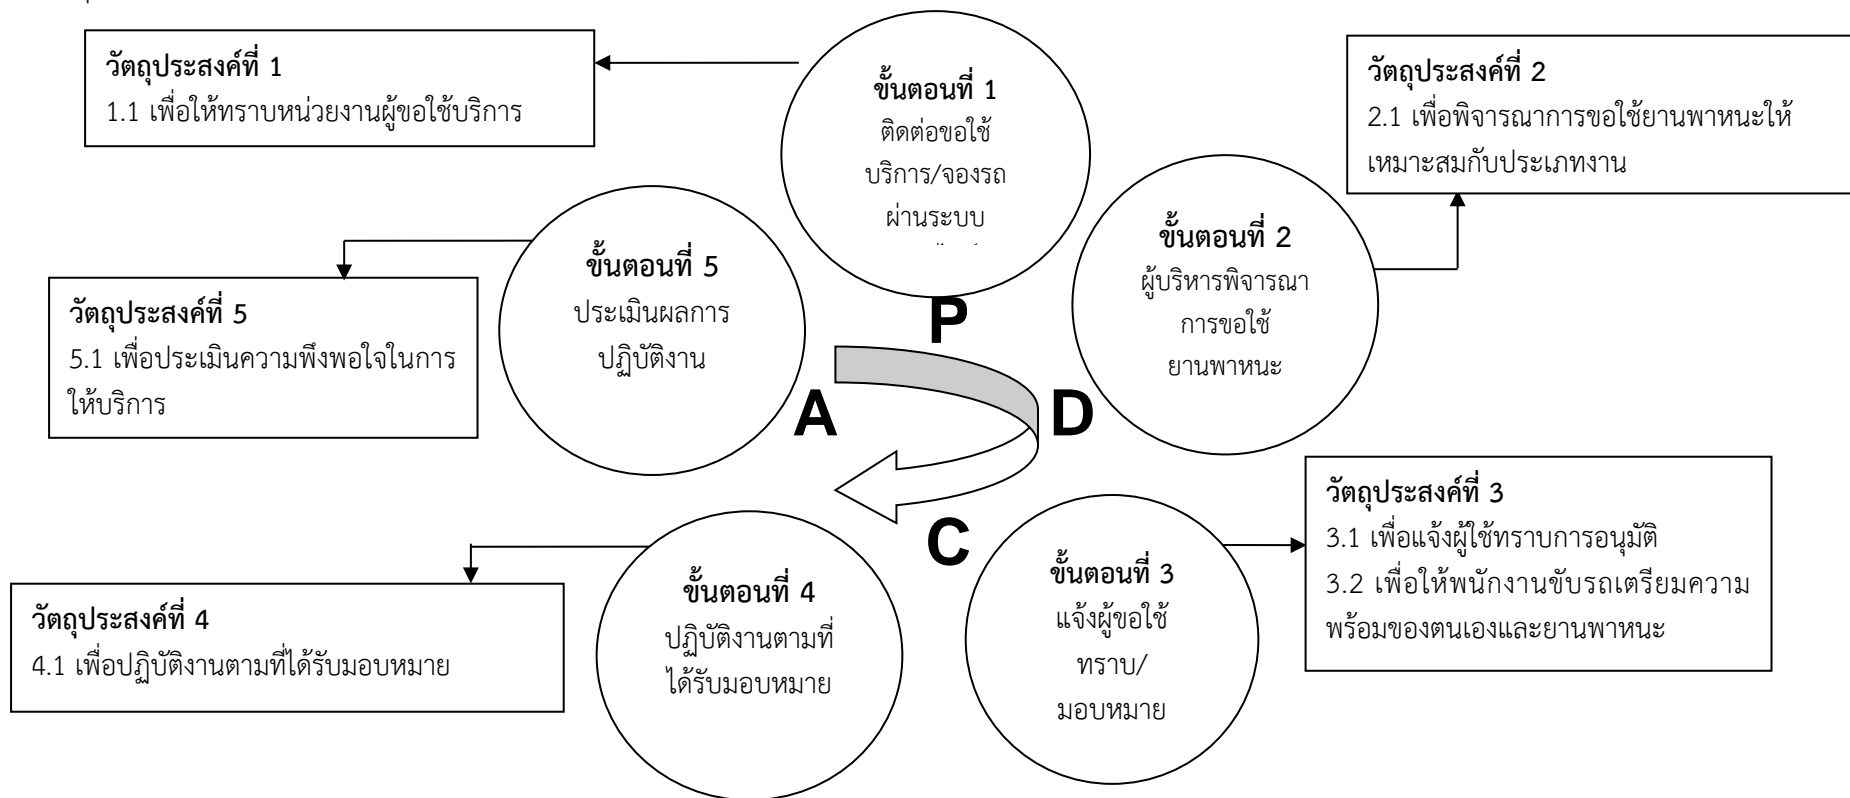 วัตถุประสงค์ที่ 1
1.1 เพื่อให้ทราบหน่วยงานผู้ขอใช้บริการ
ขั้นตอนที่ 1
ติดต่อขอใช้
บริการ/จองรถ
ผ่านระบบ
วัตถุประสงค์ที่ 2
2.1 เพื่อพิจารณาการขอใช้ยานพาหนะให้
เหมาะสมกับประเภทงาน
ขั้นตอนที่ 2
ผู้บริหารพิจารณา
การขอใช้
ยานพาหนะ
ขั้นตอนที่ 5
ประเมินผลการ
ปฏิบัติงาน
วัตถุประสงค์ที่ 5
5.1 เพื่อประเมินความพึงพอใจในการ
ให้บริการ
P
A
D
C
วัตถุประสงค์ที่ 3
3.1 เพื่อแจ้งผู้ใช้ทราบการอนุมัติ
3.2 เพื่อให้พนักงานขับรถเตรียมความ
พร้อมของตนเองและยานพาหนะ
ขั้นตอนที่ 3
แจ้งผู้ขอใช้
ทราบ/
มอบหมาย
ขั้นตอนที่ 4
ปฏิบัติงานตามที่
ได้รับมอบหมาย
วัตถุประสงค์ที่ 4
4.1 เพื่อปฏิบัติงานตามที่ได้รับมอบหมาย